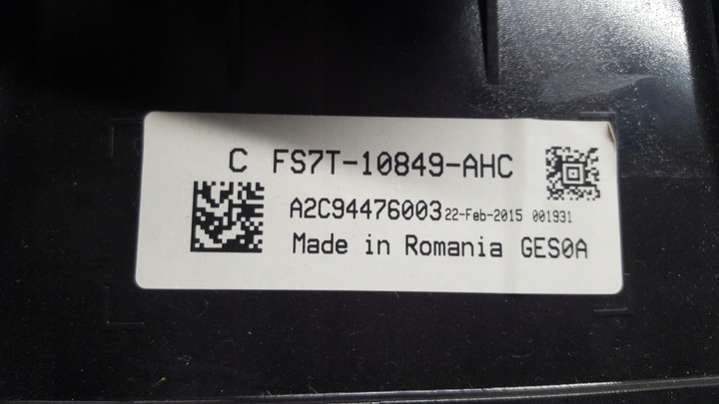 C FS7T-10849-AHC
A2C94476003 22-Feb-2015 001931
Made in Romania GES0A